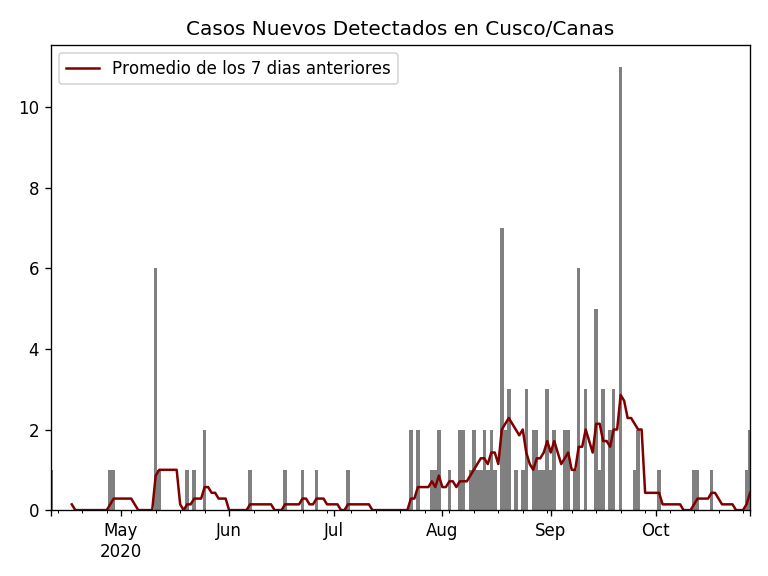 Casos Nuevos Detectados en Cusco/Canas
Promedio de los 7 dias anteriores
10
8
6
4
2
0
May Jun Jul Aug Sep Oct
2020